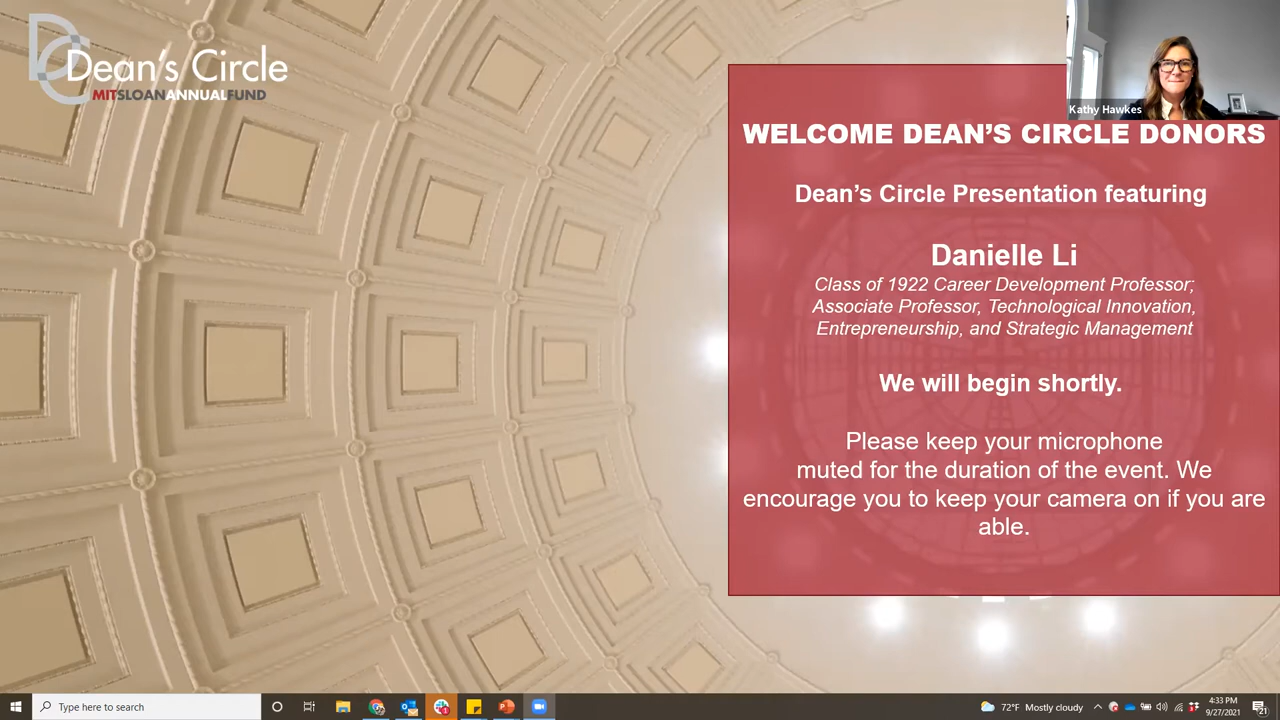 DC
Dean's Circle
MITSLOANANNUALFUND
Kathy Hawkes
WELCOME DEAN'S CIRCLE DONORS
Dean's Circle Presentation featuring
Danielle Li
Class of 1922 Career Development Professor;
Associate Professor, Technological Innovation,
Entrepreneurship, and Strategic Management
We will begin shortly.
Please keep your microphone
muted for the duration of the event. We
encourage you to keep your camera on if you are
able.
Type here to search
72°F Mostly cloudy
4:33 PM
9/27/2021
21